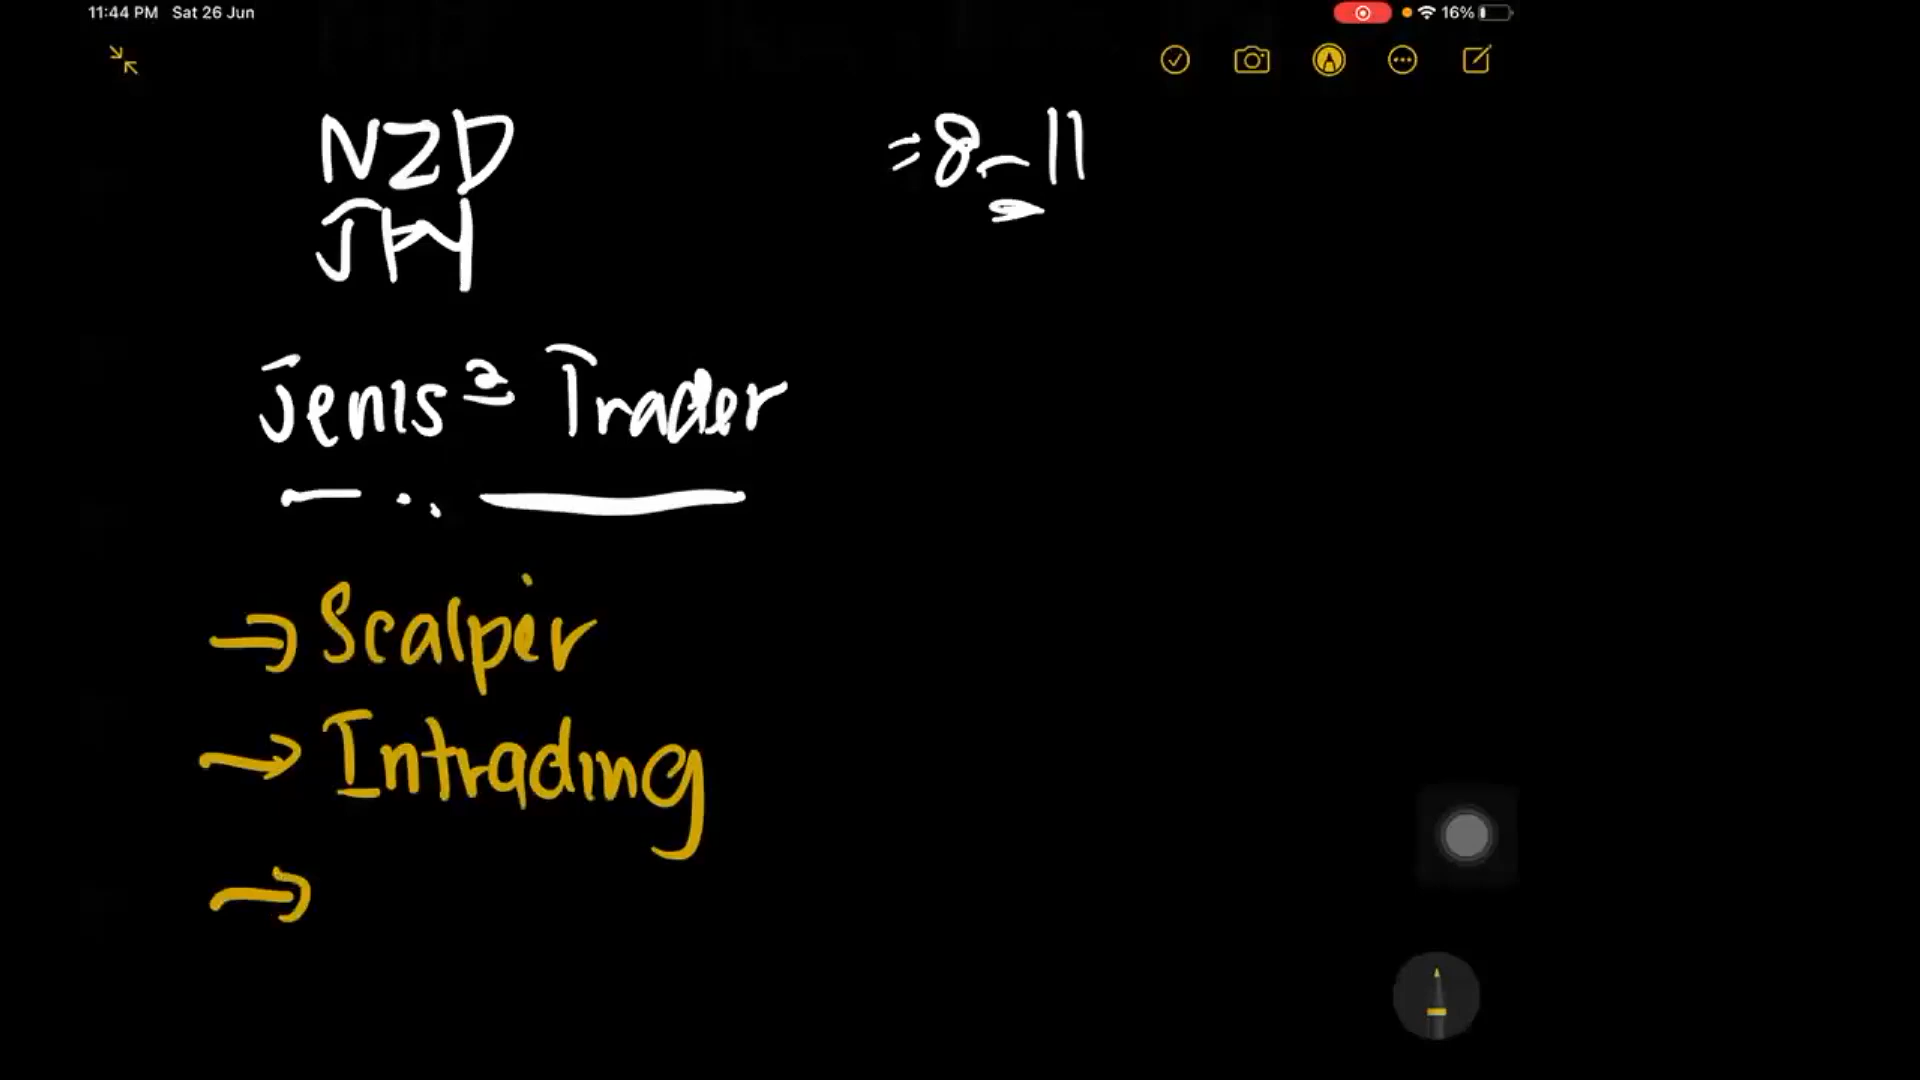 11:44 PM Sat 26 Jun 16%
NZD =8-11
JPY
Jenis² Trader
→ Scalper
→ Intrading
→